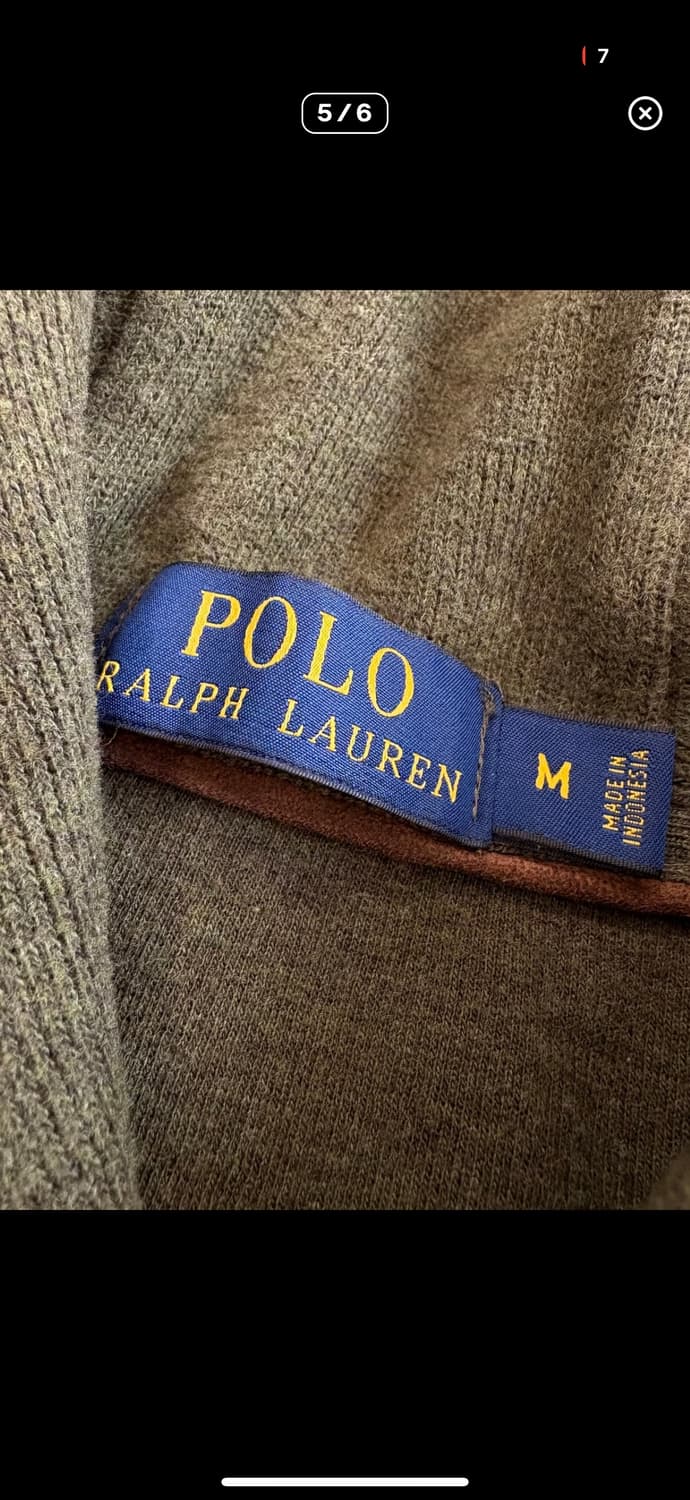 7
5/6
POLO
RALPH LAUREN
M
MADE IN
INDONESIA